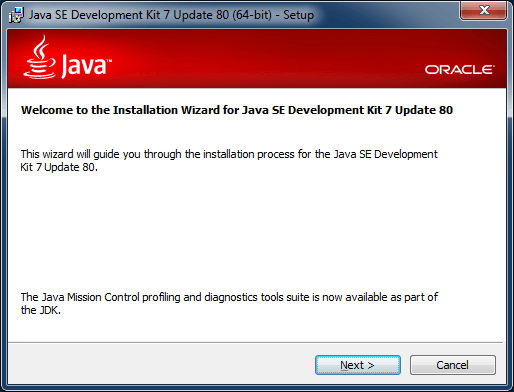 Java SE Development Kit 7 Update 80 (64-bit) - Setup
Java™
ORACLE®
Welcome to the Installation Wizard for Java SE Development Kit 7 Update 80
This wizard will guide you through the installation process for the Java SE Development
Kit 7 Update 80.
The Java Mission Control profiling and diagnostics tools suite is now available as part of
the JDK.
Next >
Cancel